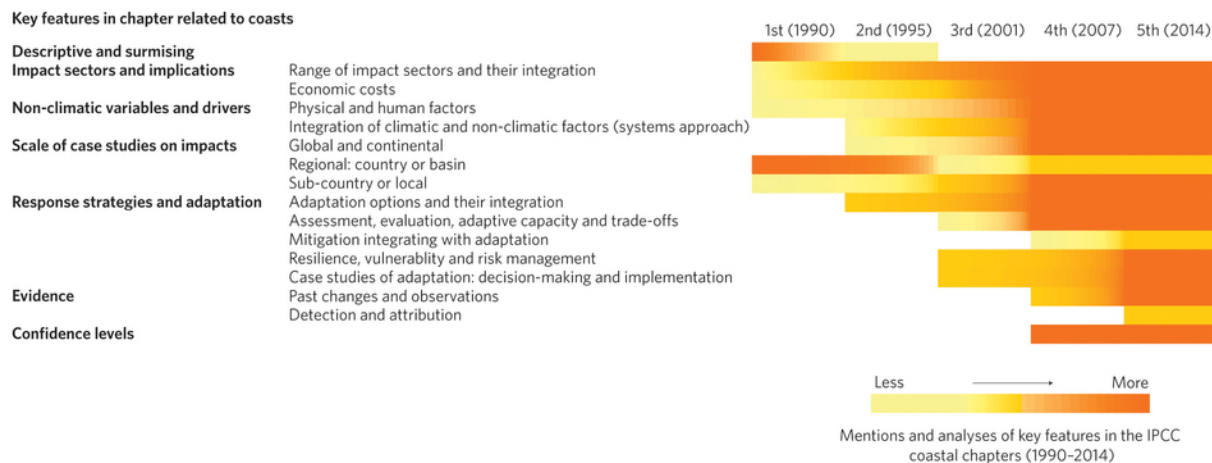 Key features in chapter related to coasts
1st (1990) 2nd (1995) 3rd (2001) 4th (2007) 5th (2014)
Descriptive and surmising
Impact sectors and implications Range of impact sectors and their integration
Economic costs
Non-climatic variables and drivers Physical and human factors
Integration of climatic and non-climatic factors (systems approach)
Scale of case studies on impacts Global and continental
Regional: country or basin
Sub-country or local
Response strategies and adaptation Adaptation options and their integration
Assessment, evaluation, adaptive capacity and trade-offs
Mitigation integrating with adaptation
Resilience, vulnerablity and risk management
Case studies of adaptation: decision-making and implementation
Evidence Past changes and observations
Detection and attribution
Confidence levels
Less More
Mentions and analyses of key features in the IPCC
coastal chapters (1990–2014)